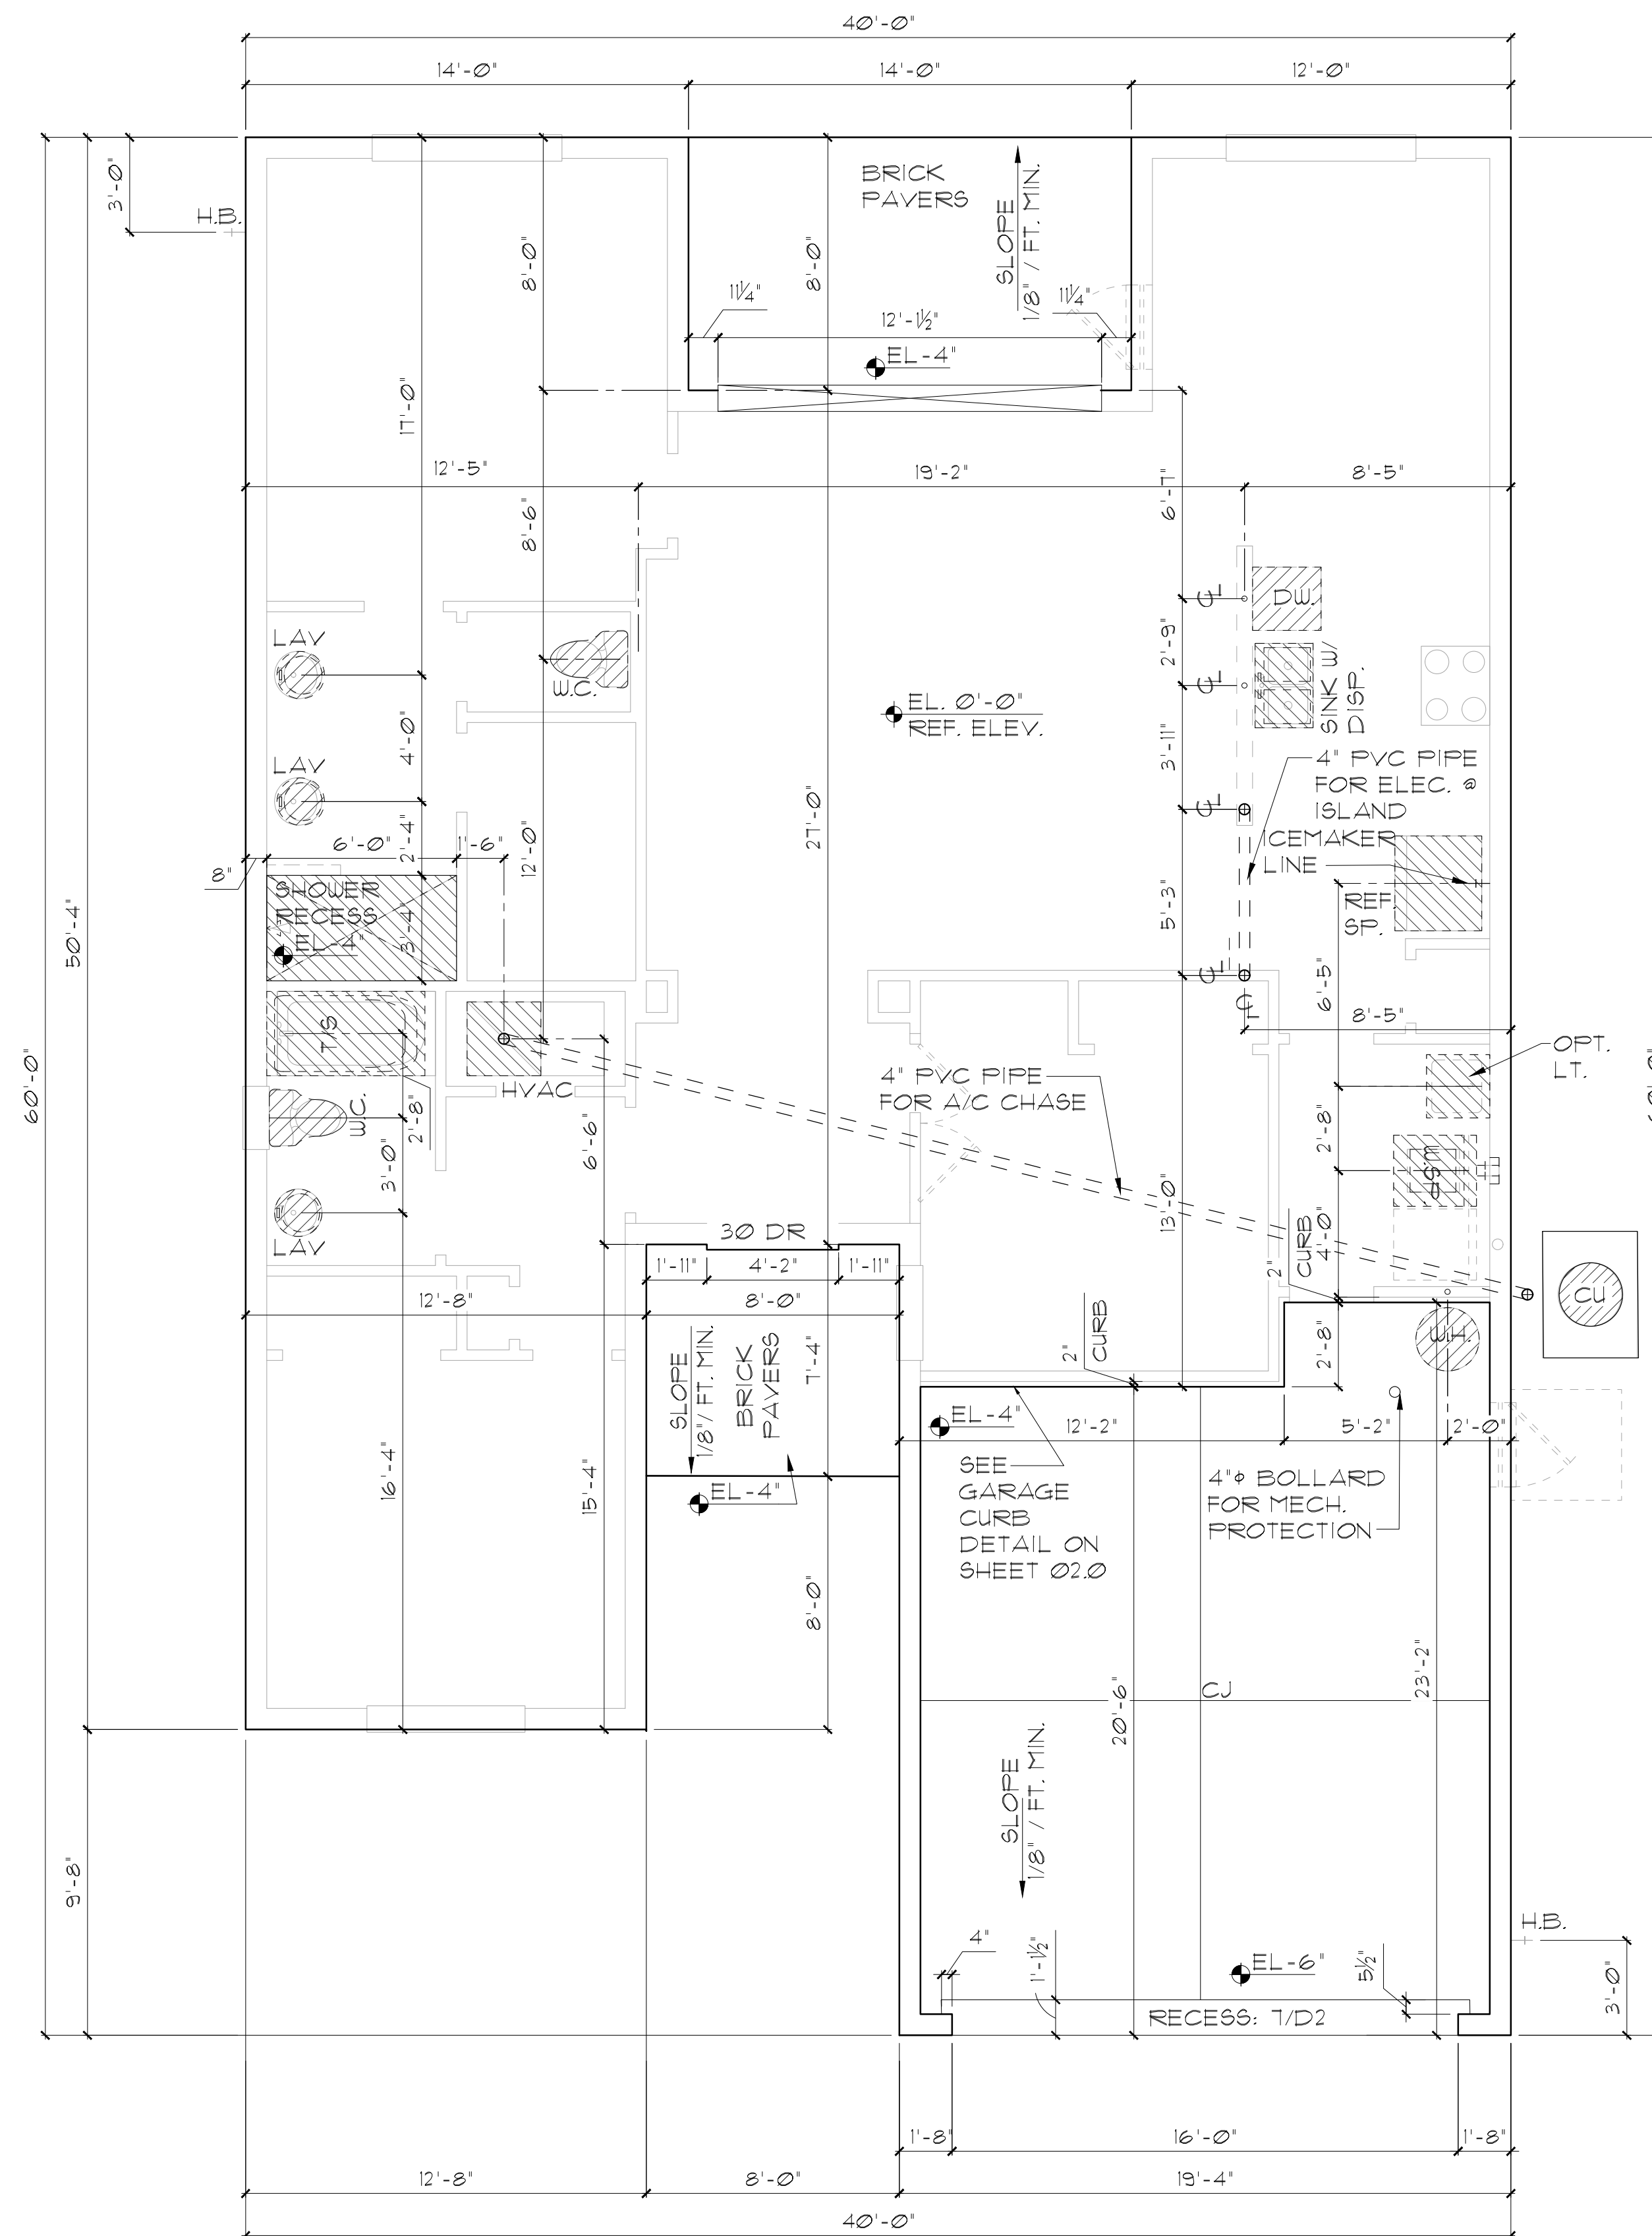 40'-0"
14'-0"
14'-0"
12'-0"
3'-0"
H.B.
BRICK
PAVERS
SLOPE
1/8" / FT. MIN.
8'-0"
8'-0"
11 1/4"
11 1/4"
12'-1 1/2"
EL -4"
17'-0"
12'-5"
19'-2"
8'-5"
6'-7"
8'-6"
DW.
LAV
W.C.
2'-9"
SINK W/
DISP.
EL. 0'-0"
REF. ELEV.
4'-0"
3'-11"
4" PVC PIPE
FOR ELEC. @
ISLAND
LAV
27'-0"
12'-0"
2'-4"
6'-0"
1'-6"
8"
ICEMAKER
LINE
SHOWER
RECESS
EL -4"
3'-4"
5'-3"
REF.
SP.
50'-4"
60'-0"
6'-5"
8'-5"
T/S
HVAC
4" PVC PIPE
FOR A/C CHASE
OPT.
LT.
W.C.
2'-8"
3'-0"
6'-6"
2'-8"
W.SP
13'-0"
2"
CURB
4'-0"
LAV
30 DR
1'-11"
4'-2"
1'-11"
12'-8"
8'-0"
CU
W.H.
2"
CURB
2'-8"
SLOPE
1/8"/ FT. MIN.
BRICK
PAVERS
7'-4"
EL -4"
12'-2"
5'-2"
2'-0"
SEE
GARAGE
CURB
DETAIL ON
SHEET 02.0
4"ϕ BOLLARD
FOR MECH.
PROTECTION
EL -4"
16'-4"
15'-4"
8'-0"
20'-6"
23'-2"
CJ
SLOPE
1/8" / FT. MIN.
9'-8"
4"
1'-1 1/2"
EL -6"
5 1/2"
H.B.
3'-0"
RECESS: 7/D2
1'-8"
16'-0"
1'-8"
12'-8"
8'-0"
19'-4"
40'-0"